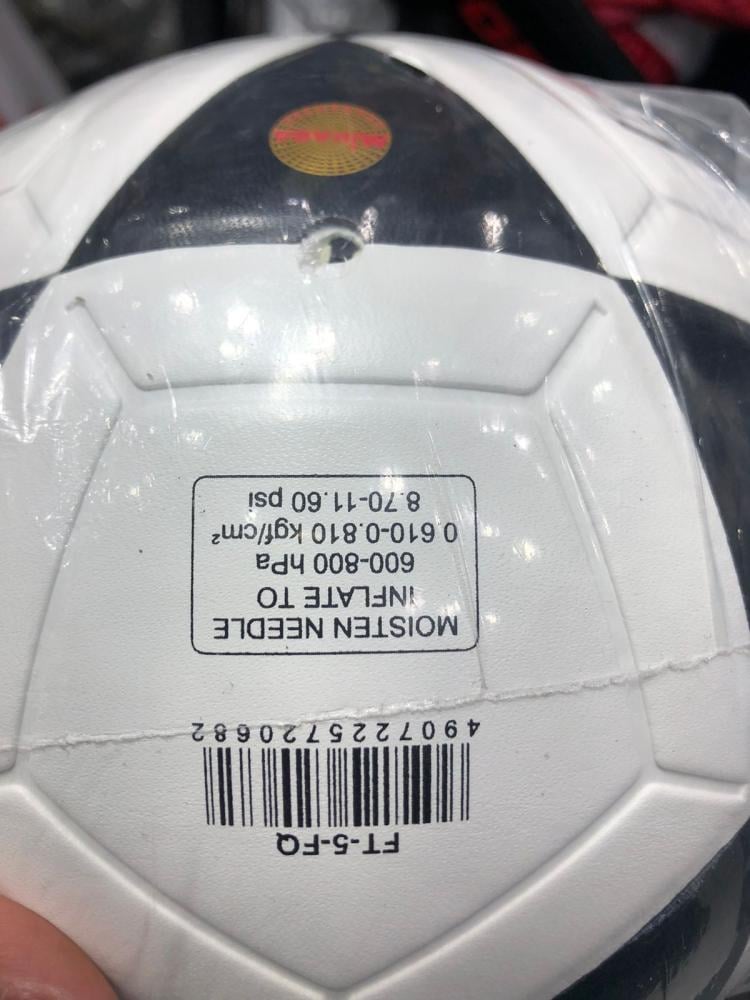 FT-5-FQ
4907225720682
MOISTEN NEEDLE
INFLATE TO
600-800 hPa
0.610-0.810 kgf/cm²
8.70-11.60 psi
Mikasa